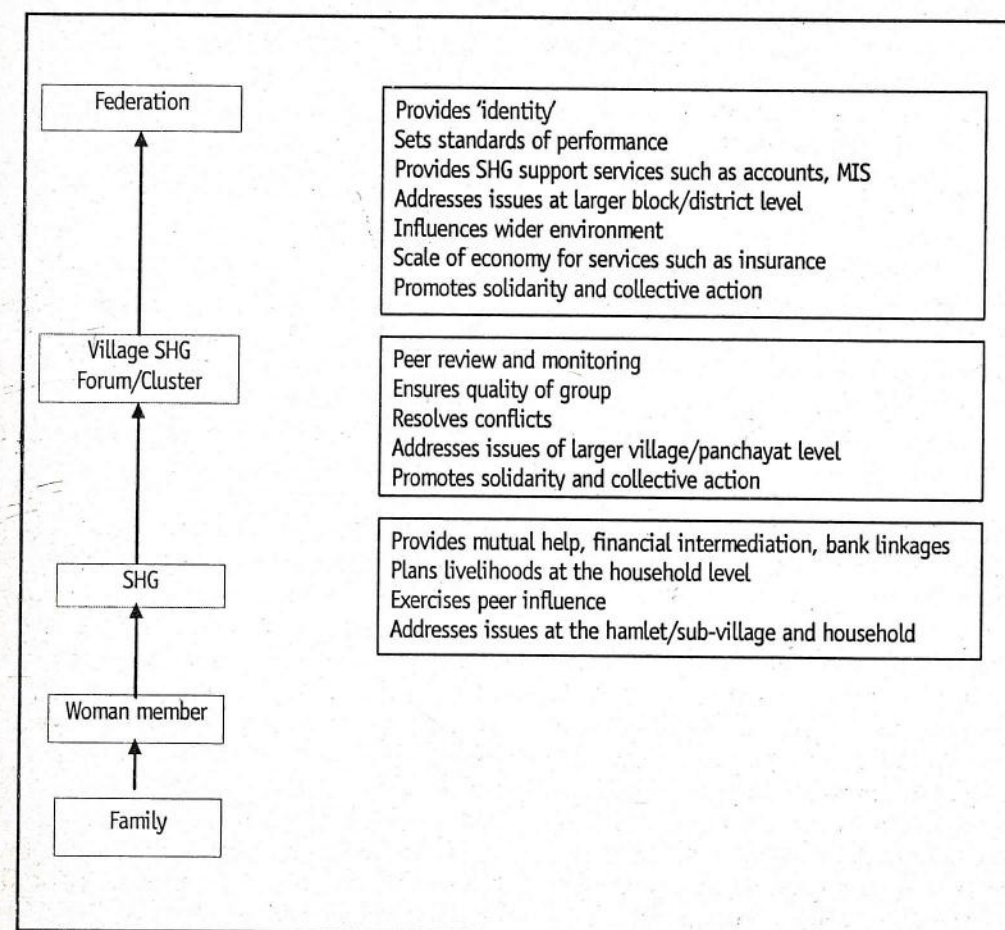 Federation
Provides 'identity'
Sets standards of performance
Provides SHG support services such as accounts, MIS
Addresses issues at larger block/district level
Influences wider environment
Scale of economy for services such as insurance
Promotes solidarity and collective action
Village SHG
Forum/Cluster
Peer review and monitoring
Ensures quality of group
Resolves conflicts
Addresses issues of larger village/panchayat level
Promotes solidarity and collective action
SHG
Provides mutual help, financial intermediation, bank linkages
Plans livelihoods at the household level
Exercises peer influence
Addresses issues at the hamlet/sub-village and household
Woman member
Family